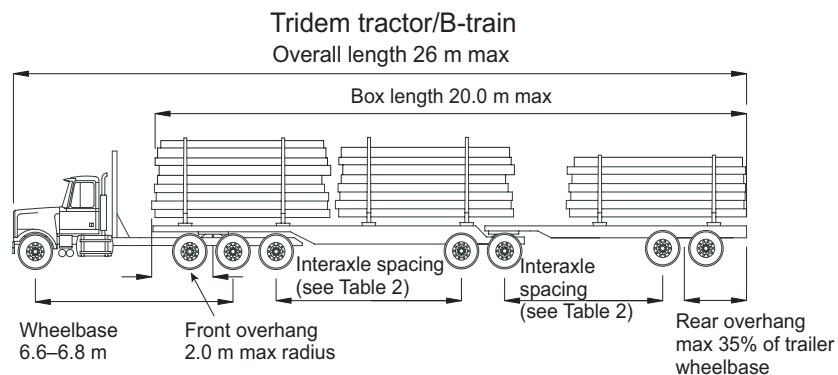 Tridem tractor/B-train
Overall length 26 m max
Box length 20.0 m max
Interaxle spacing
(see Table 2)
Interaxle
spacing
(see Table 2)
Wheelbase
6.6–6.8 m
Front overhang
2.0 m max radius
Rear overhang
max 35% of trailer
wheelbase